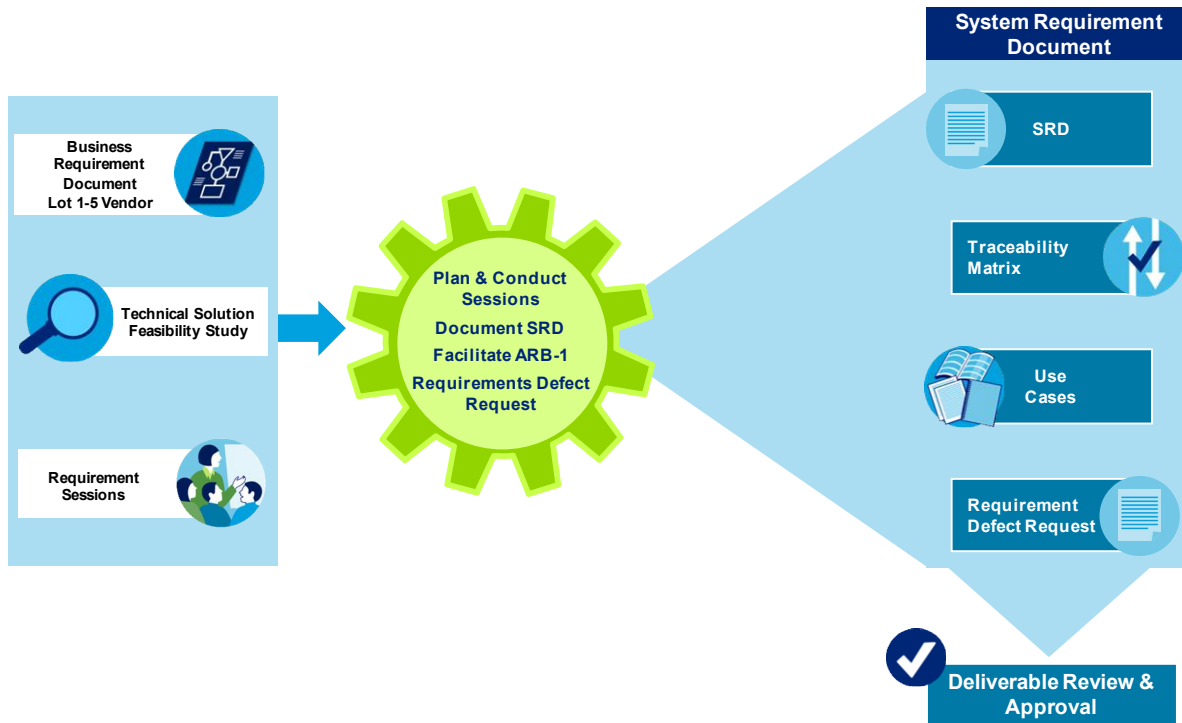 Business
Requirement
Document
Lot 1-5 Vendor
Technical Solution
Feasibility Study
Requirement
Sessions
Plan & Conduct
Sessions
Document SRD
Facilitate ARB-1
Requirements Defect
Request
System Requirement
Document
SRD
Traceability
Matrix
Use
Cases
Requirement
Defect Request
Deliverable Review &
Approval